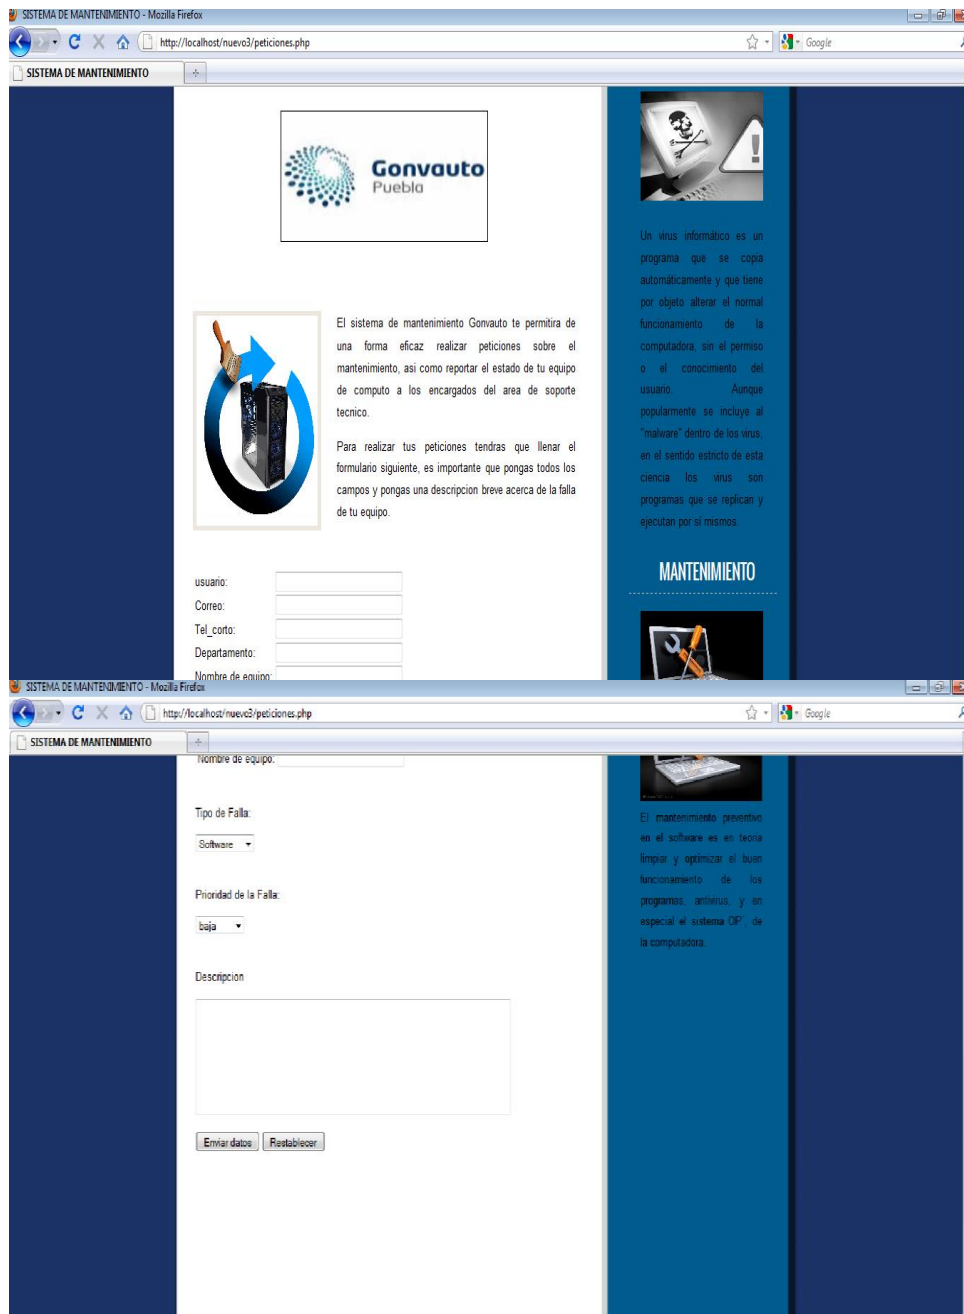 SISTEMA DE MANTENIMIENTO - Mozilla Firefox
http://localhost/nuevo3/peticiones.php
Google
SISTEMA DE MANTENIMIENTO
Gonvauto
Puebla
El sistema de mantenimiento Gonvauto te permitira de
una forma eficaz realizar peticiones sobre el
mantenimiento, asi como reportar el estado de tu equipo
de computo a los encargados del area de soporte
tecnico.
Para realizar tus peticiones tendras que llenar el
formulario siguiente, es importante que pongas todos los
campos y pongas una descripcion breve acerca de la falla
de tu equipo.
usuario:
Correo:
Tel_corto:
Departamento:
Nombre de equipo:
Un virus informático es un
programa que se copia
automáticamente y que tiene
por objeto alterar el normal
funcionamiento de la
computadora, sin el permiso
o el conocimiento del
usuario. Aunque
popularmente se incluye al
"malware" dentro de los virus,
en el sentido estricto de esta
ciencia los virus son
programas que se replican y
ejecutan por sí mismos.
MANTENIMIENTO
SISTEMA DE MANTENIMIENTO - Mozilla Firefox
http://localhost/nuevo3/peticiones.php
Google
SISTEMA DE MANTENIMIENTO
Nombre de equipo:
Tipo de Falla:
Software
Prioridad de la Falla:
baja
Descripcion
Enviar datos Restablecer
El mantenimiento preventivo
en el software es en teoria
limpiar y optimizar el buen
funcionamiento de los
programas, antivirus, y en
especial el sistema OP¨, de
la computadora.